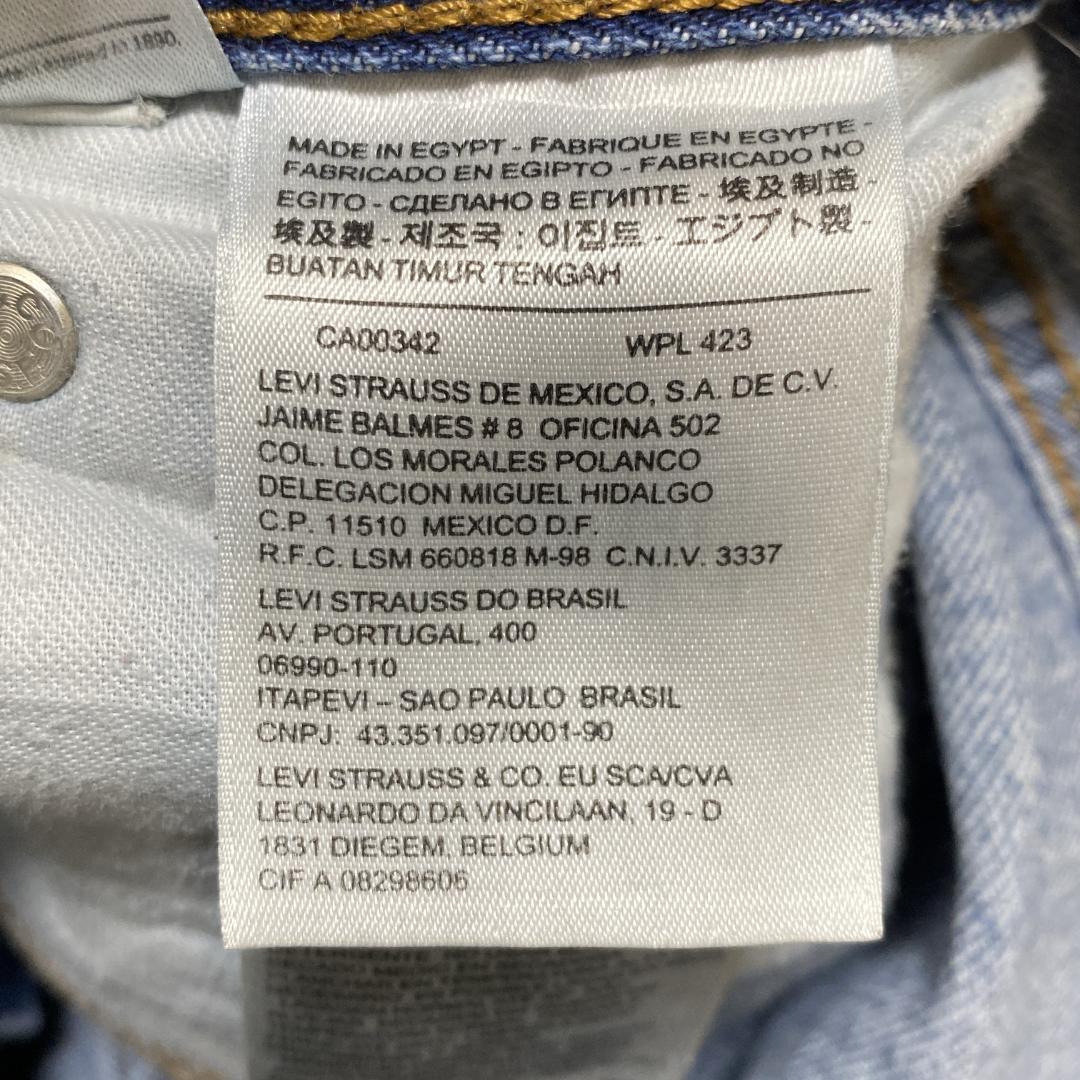 in 1890.
MADE IN EGYPT - FABRIQUE EN EGYPTE -
FABRICADO EN EGIPTO - FABRICADO NO
EGITO - СДЕЛАНО В ЕГИПТЕ - 埃及制造 -
埃及製 - 제조국 : 이집트 - エジプト製 -
BUATAN TIMUR TENGAH
CA00342 WPL 423
LEVI STRAUSS DE MEXICO, S.A. DE C.V.
JAIME BALMES # 8 OFICINA 502
COL. LOS MORALES POLANCO
DELEGACION MIGUEL HIDALGO
C.P. 11510 MEXICO D.F.
R.F.C. LSM 660818 M-98 C.N.I.V. 3337
LEVI STRAUSS DO BRASIL
AV. PORTUGAL, 400
06990-110
ITAPEVI – SAO PAULO BRASIL
CNPJ: 43.351.097/0001-90
LEVI STRAUSS & CO. EU SCA/CVA
LEONARDO DA VINCILAAN, 19 - D
1831 DIEGEM, BELGIUM
CIF A 08298606